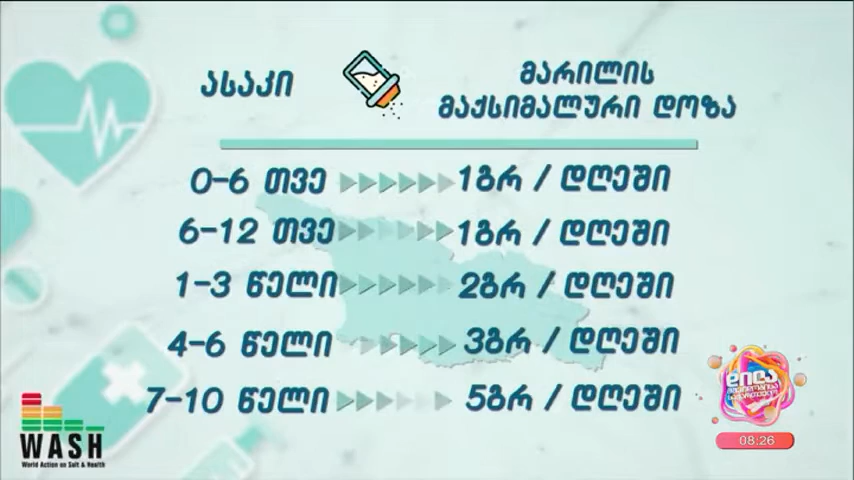 ასაკი
მარილის
მაქსიმალური დოზა
0-6 თვე 1გრ / დღეში
6-12 თვე 1გრ / დღეში
1-3 წელი 2გრ / დღეში
4-6 წელი 3გრ / დღეში
7-10 წელი 5გრ / დღეში
WASH
World Action on Salt & Health
დილა
08:26